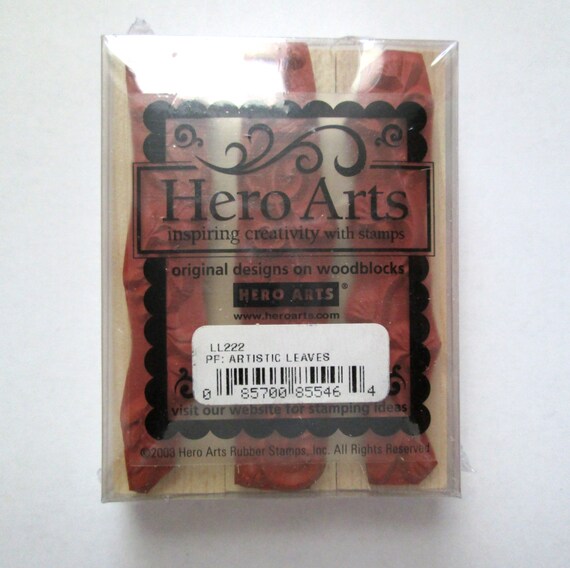 Hero Arts
inspiring creativity with stamps
original designs on woodblocks
HERO ARTS®
www.heroarts.com
LL222
PF: ARTISTIC LEAVES
0 85700 85546 4
visit our website for stamping ideas
©2000 Hero Arts Rubber Stamps, Inc. All Rights Reserved